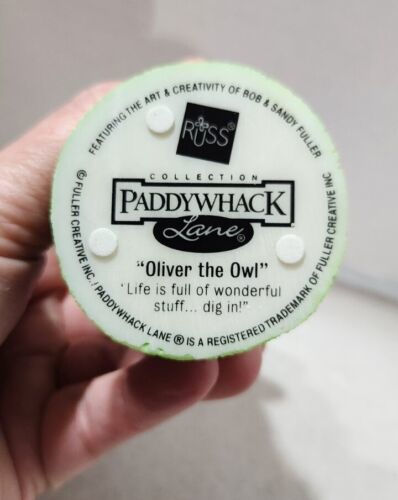 FEATURING THE ART & CREATIVITY OF BOB & SANDY FULLER
RUSS®
COLLECTION
PADDYWHACK
Lane®
"Oliver the Owl"
'Life is full of wonderful
stuff... dig in!"
© FULLER CREATIVE INC. / PADDYWHACK LANE ® IS A REGISTERED TRADEMARK OF FULLER CREATIVE INC